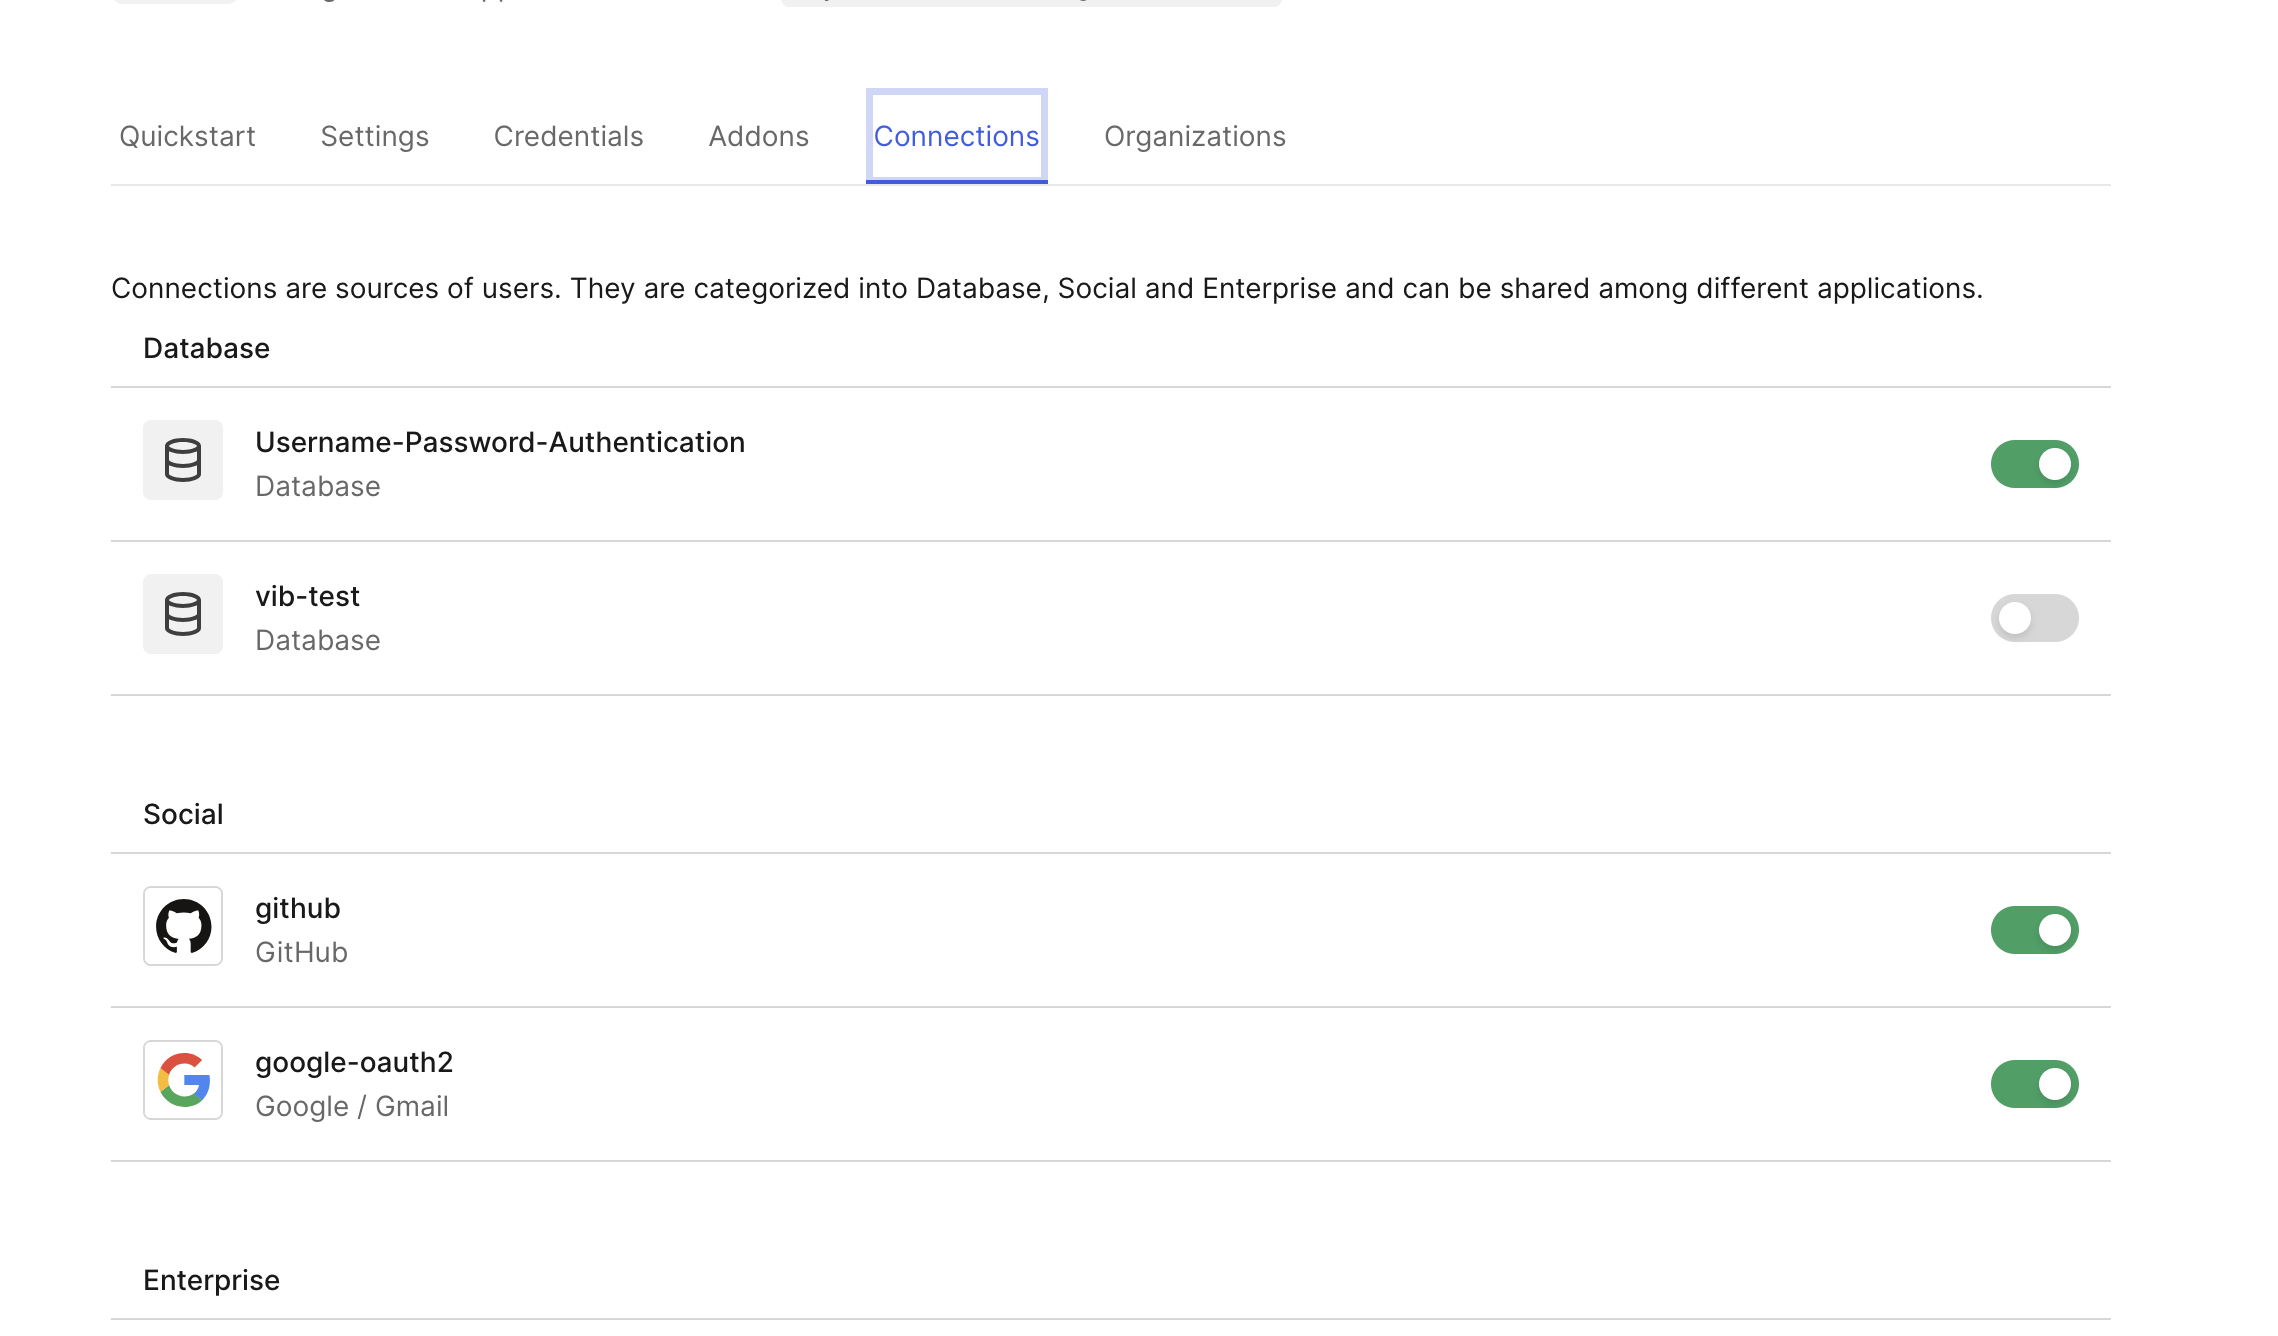 Quickstart Settings Credentials Addons Connections Organizations
Connections are sources of users. They are categorized into Database, Social and Enterprise and can be shared among different applications.
Database
Username-Password-Authentication
Database
vib-test
Database
Social
github
GitHub
google-oauth2
Google / Gmail
Enterprise